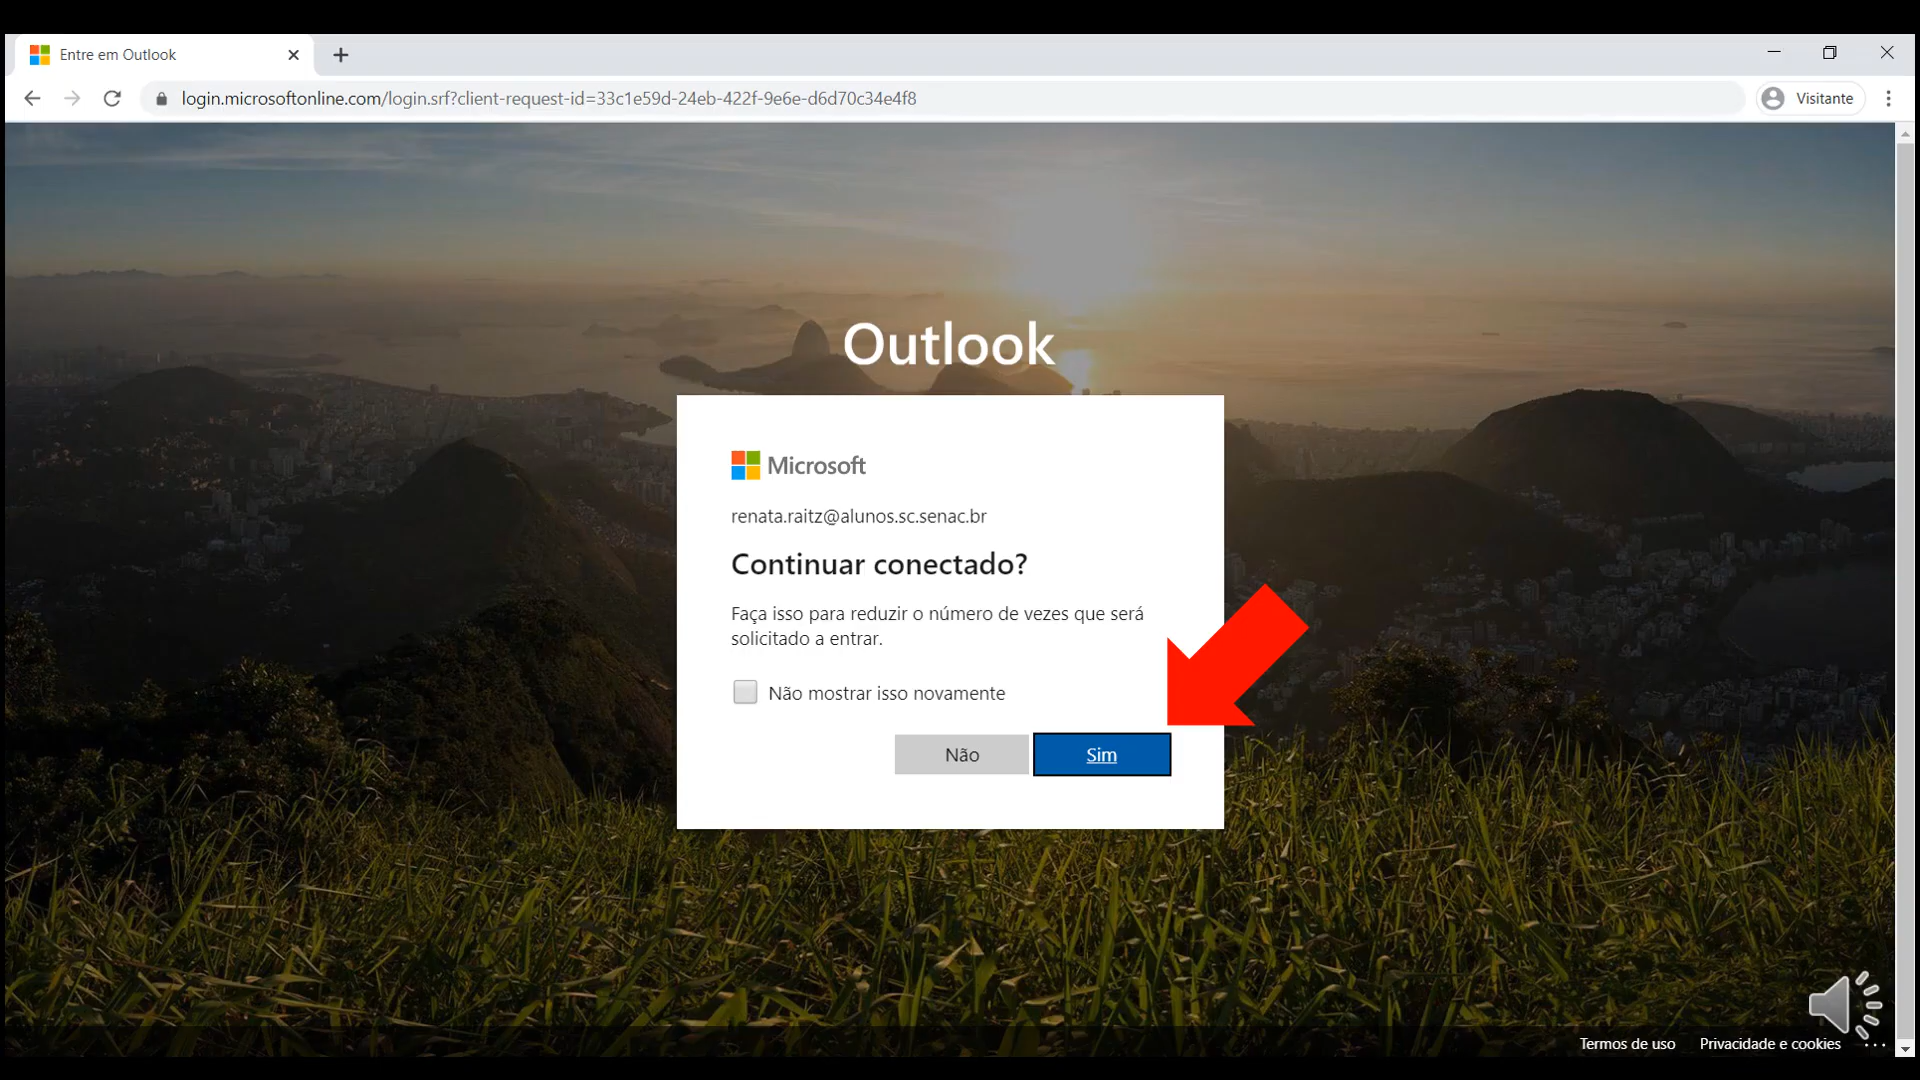 Entre em Outlook
login.microsoftonline.com/login.srf?client-request-id=33c1e59d-24eb-422f-9e6e-d6d70c34e4f8
Visitante
Outlook
Microsoft
renata.raitz@alunos.sc.senac.br
Continuar conectado?
Faça isso para reduzir o número de vezes que será
solicitado a entrar.
Não mostrar isso novamente
Não
Sim
Termos de uso
Privacidade e cookies